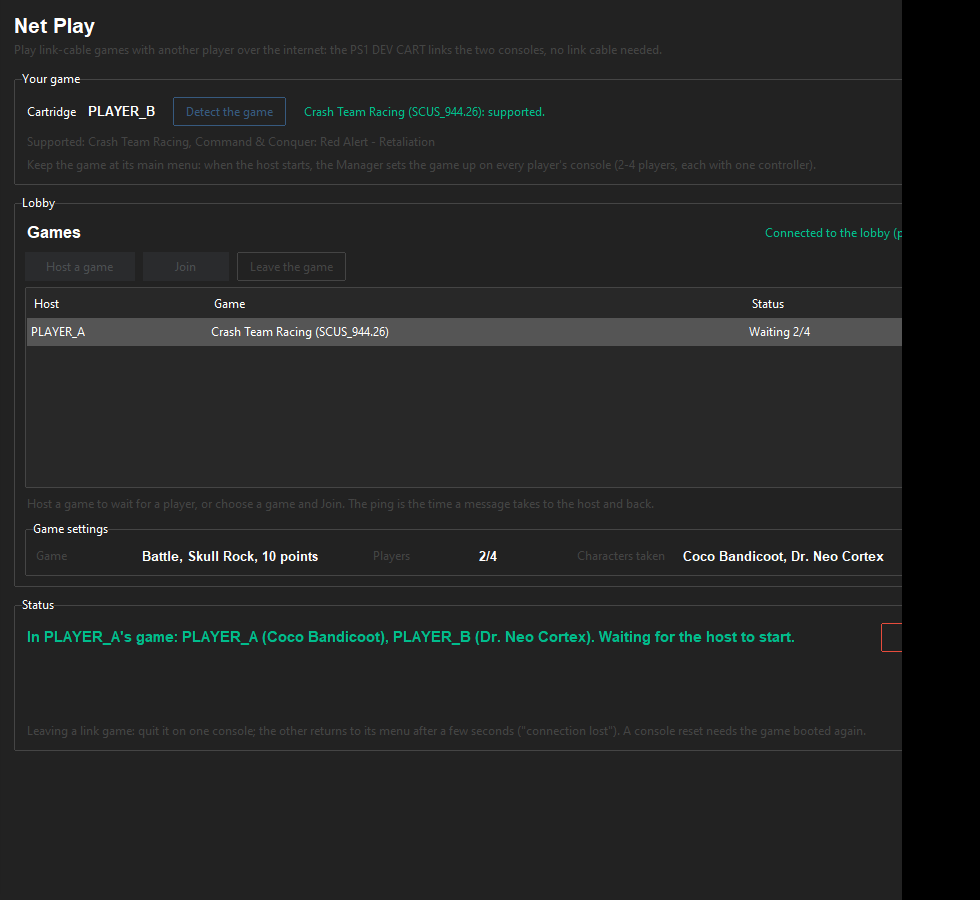 Net Play
Play link-cable games with another player over the internet: the PS1 DEV CART links the two consoles, no link cable needed.
Your game
Cartridge PLAYER_B Detect the game Crash Team Racing (SCUS_944.26): supported.
Supported: Crash Team Racing, Command & Conquer: Red Alert - Retaliation
Keep the game at its main menu: when the host starts, the Manager sets the game up on every player's console (2-4 players, each with one controller).
Lobby
Games Connected to the lobby (p
Host a game Join Leave the game
Host Game Status
PLAYER_A Crash Team Racing (SCUS_944.26) Waiting 2/4
Host a game to wait for a player, or choose a game and Join. The ping is the time a message takes to the host and back.
Game settings
Game Battle, Skull Rock, 10 points Players 2/4 Characters taken Coco Bandicoot, Dr. Neo Cortex
Status
In PLAYER_A's game: PLAYER_A (Coco Bandicoot), PLAYER_B (Dr. Neo Cortex). Waiting for the host to start.
Leaving a link game: quit it on one console; the other returns to its menu after a few seconds ("connection lost"). A console reset needs the game booted again.